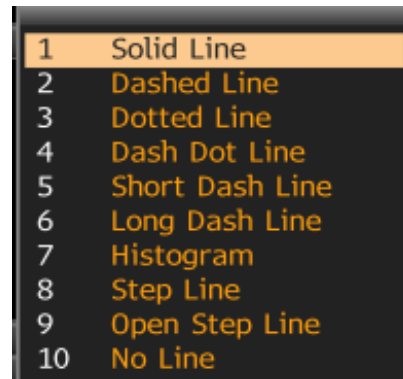 1 Solid Line
2 Dashed Line
3 Dotted Line
4 Dash Dot Line
5 Short Dash Line
6 Long Dash Line
7 Histogram
8 Step Line
9 Open Step Line
10 No Line